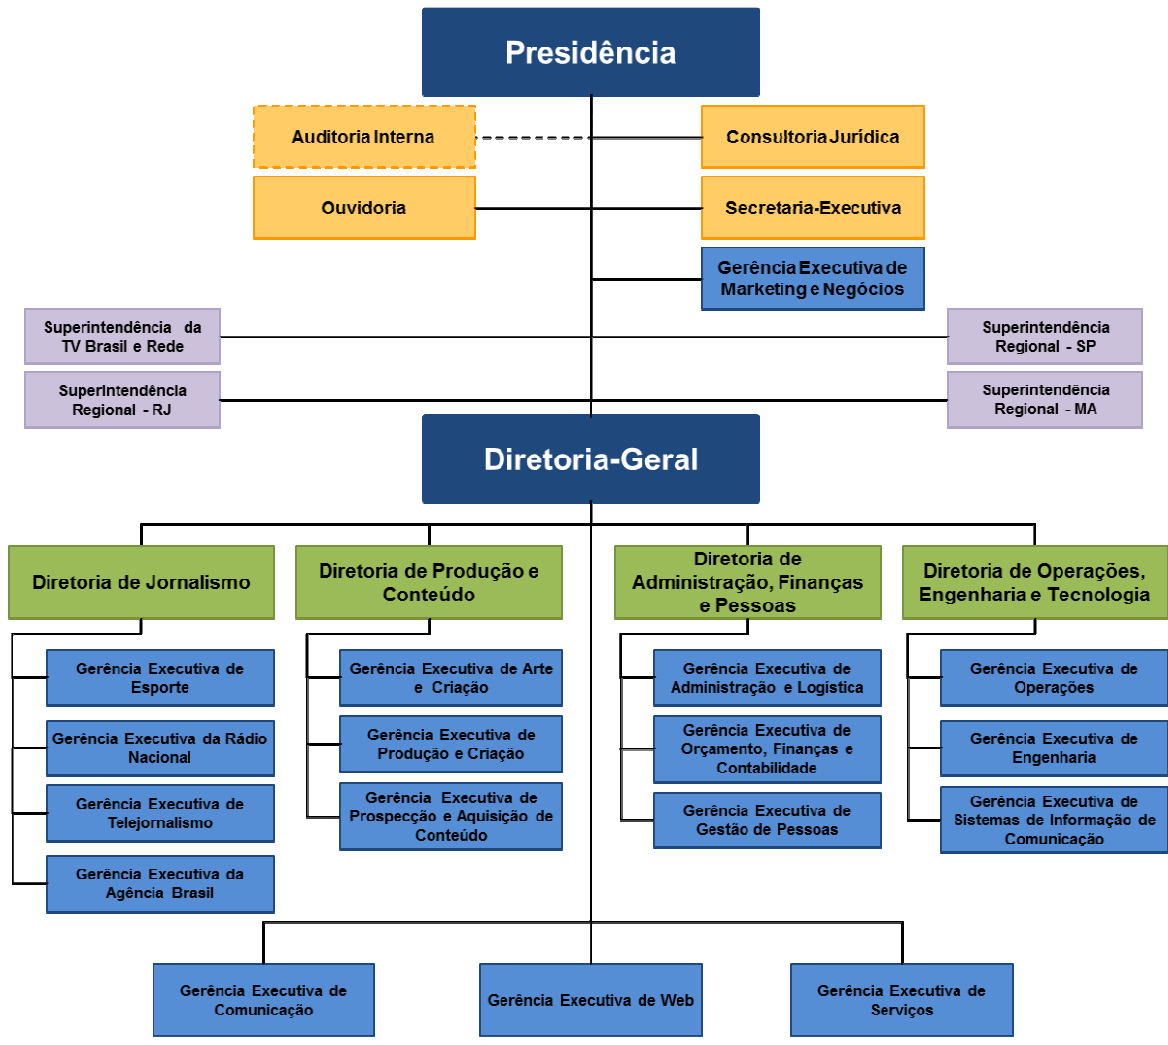 Presidência
Auditoria Interna
Consultoria Jurídica
Ouvidoria
Secretaria-Executiva
Gerência Executiva de
Marketing e Negócios
Superintendência da
TV Brasil e Rede
Superintendência
Regional - SP
Superintendência
Regional - RJ
Superintendência
Regional - MA
Diretoria-Geral
Diretoria de Jornalismo
Diretoria de Produção e
Conteúdo
Diretoria de
Administração, Finanças
e Pessoas
Diretoria de Operações,
Engenharia e Tecnologia
Gerência Executiva de
Esporte
Gerência Executiva da Rádio
Nacional
Gerência Executiva de
Telejornalismo
Gerência Executiva da
Agência Brasil
Gerência Executiva de Arte
e Criação
Gerência Executiva de
Produção e Criação
Gerência Executiva de
Prospecção e Aquisição de
Conteúdo
Gerência Executiva de
Administração e Logística
Gerência Executiva de
Orçamento, Finanças e
Contabilidade
Gerência Executiva de
Gestão de Pessoas
Gerência Executiva de
Operações
Gerência Executiva de
Engenharia
Gerência Executiva de
Sistemas de Informação de
Comunicação
Gerência Executiva de
Comunicação
Gerência Executiva de Web
Gerência Executiva de
Serviços